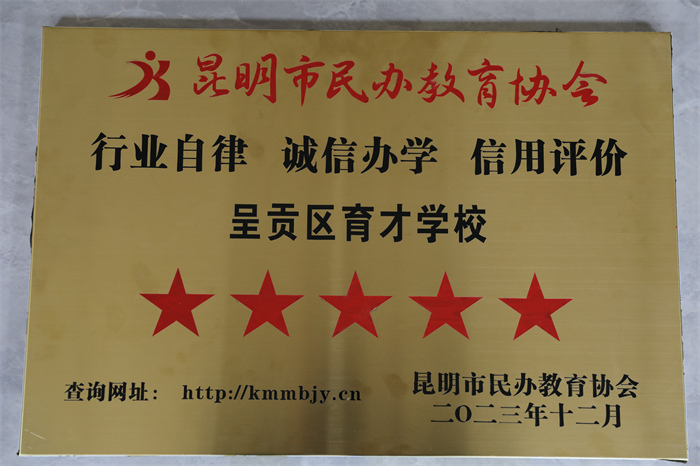 昆明市民办教育协会
行业自律 诚信办学 信用评价
呈贡区育才学校
查询网址: http://kmmbjy.cn
昆明市民办教育协会
二〇二三年十二月